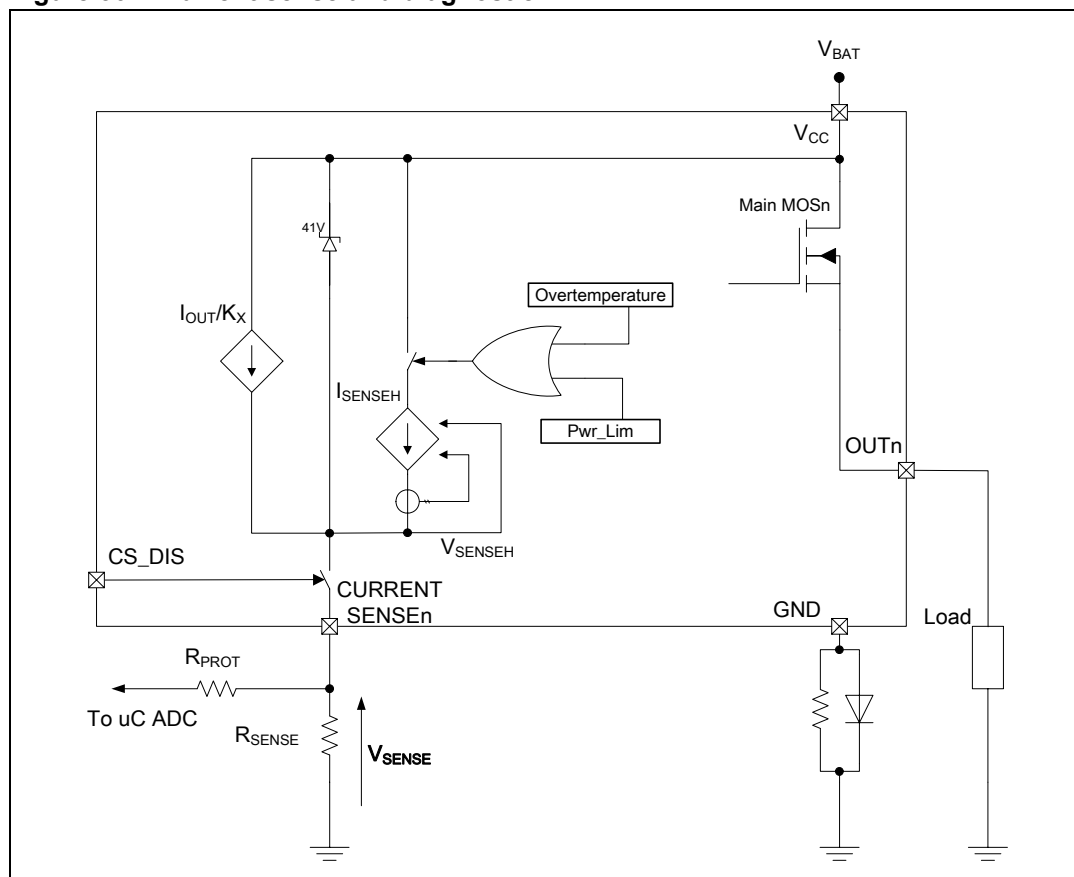 V_BAT
V_CC
Main MOSn
41V
Overtemperature
I_OUT/K_X
I_SENSEH
Pwr_Lim
OUTn
V_SENSEH
CS_DIS
CURRENT
SENSEn
GND
Load
R_PROT
To uC ADC
R_SENSE
V_SENSE